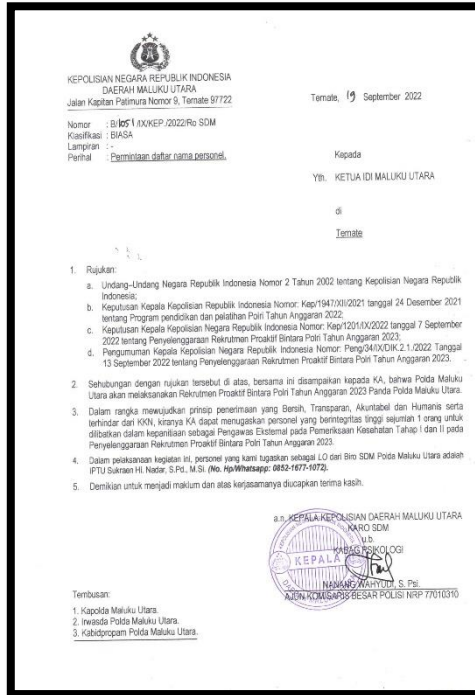 KEPOLISIAN NEGARA REPUBLIK INDONESIA
DAERAH MALUKU UTARA
Jalan Kapitan Patimura Nomor 9, Ternate 97722
Ternate, 19 September 2022
Nomor : B/1051/IX/KEP./2022/Ro SDM
Klasifikasi : BIASA
Lampiran : -
Perihal : Permintaan daftar nama personel.
Kepada
Yth. KETUA IDI MALUKU UTARA
di
Ternate
1. Rujukan:
a. Undang–Undang Negara Republik Indonesia Nomor 2 Tahun 2002 tentang Kepolisian Negara Republik
Indonesia;
b. Keputusan Kepala Kepolisian Republik Indonesia Nomor: Kep/1947/XII/2021 tanggal 24 Desember 2021
tentang Program pendidikan dan pelatihan Polri Tahun Anggaran 2022;
c. Keputusan Kepala Kepolisian Negara Republik Indonesia Nomor: Kep/1201/IX/2022 tanggal 7 September
2022 tentang Penyelenggaraan Rekrutmen Proaktif Bintara Polri Tahun Anggaran 2023;
d. Pengumuman Kepala Kepolisian Negara Republik Indonesia Nomor: Peng/34/IX/DIK.2.1./2022 Tanggal
13 September 2022 tentang Penyelenggaraan Rekrutmen Proaktif Bintara Polri Tahun Anggaran 2023.
2. Sehubungan dengan rujukan tersebut di atas, bersama ini disampaikan kepada KA, bahwa Polda Maluku
Utara akan melaksanakan Rekrutmen Proaktif Bintara Polri Tahun Anggaran 2023 Panda Polda Maluku Utara.
3. Dalam rangka mewujudkan prinsip penerimaan yang Bersih, Transparan, Akuntabel dan Humanis serta
terhindar dari KKN, kiranya KA dapat menugaskan personel yang berintegritas tinggi sejumlah 1 orang untuk
dilibatkan dalam kepanitiaan sebagai Pengawas Eksternal pada Pemeriksaan Kesehatan Tahap I dan II pada
Penyelenggaraan Rekrutmen Proaktif Bintara Polri Tahun Anggaran 2023.
4. Dalam pelaksanaan kegiatan ini, personel yang kami tugaskan sebagai LO dari Biro SDM Polda Maluku Utara adalah
IPTU Sukraen Hi. Nadar, S.Pd., M.Si. (No. Hp/Whatsapp: 0852-1677-1072).
5. Demikian untuk menjadi maklum dan atas kerjasamanya diucapkan terima kasih.
a.n. KEPALA KEPOLISIAN DAERAH MALUKU UTARA
KARO SDM
u.b.
KABAG PSIKOLOGI
KEPALA
NANANG WAHYUDI, S. Psi.
AJUN KOMISARIS BESAR POLISI NRP 77010310
Tembusan:
1. Kapolda Maluku Utara.
2. Irwasda Polda Maluku Utara.
3. Kabidpropam Polda Maluku Utara.